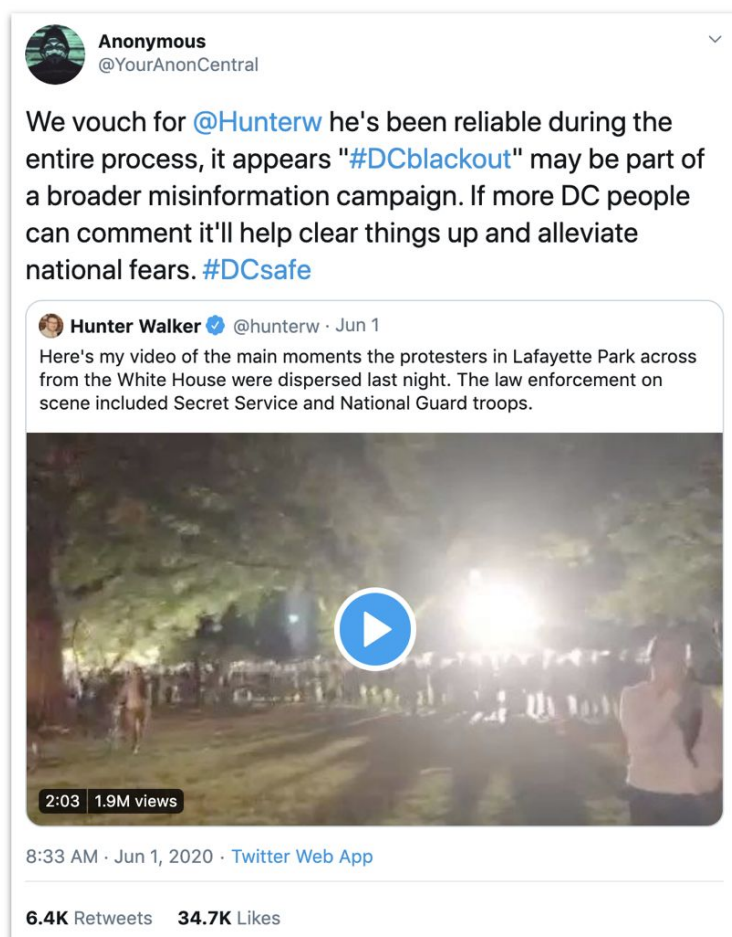 Anonymous
@YourAnonCentral
We vouch for @Hunterw he's been reliable during the
entire process, it appears "#DCblackout" may be part of
a broader misinformation campaign. If more DC people
can comment it'll help clear things up and alleviate
national fears. #DCsafe
Hunter Walker @hunterw · Jun 1
Here's my video of the main moments the protesters in Lafayette Park across
from the White House were dispersed last night. The law enforcement on
scene included Secret Service and National Guard troops.
2:03 1.9M views
8:33 AM · Jun 1, 2020 · Twitter Web App
6.4K Retweets 34.7K Likes